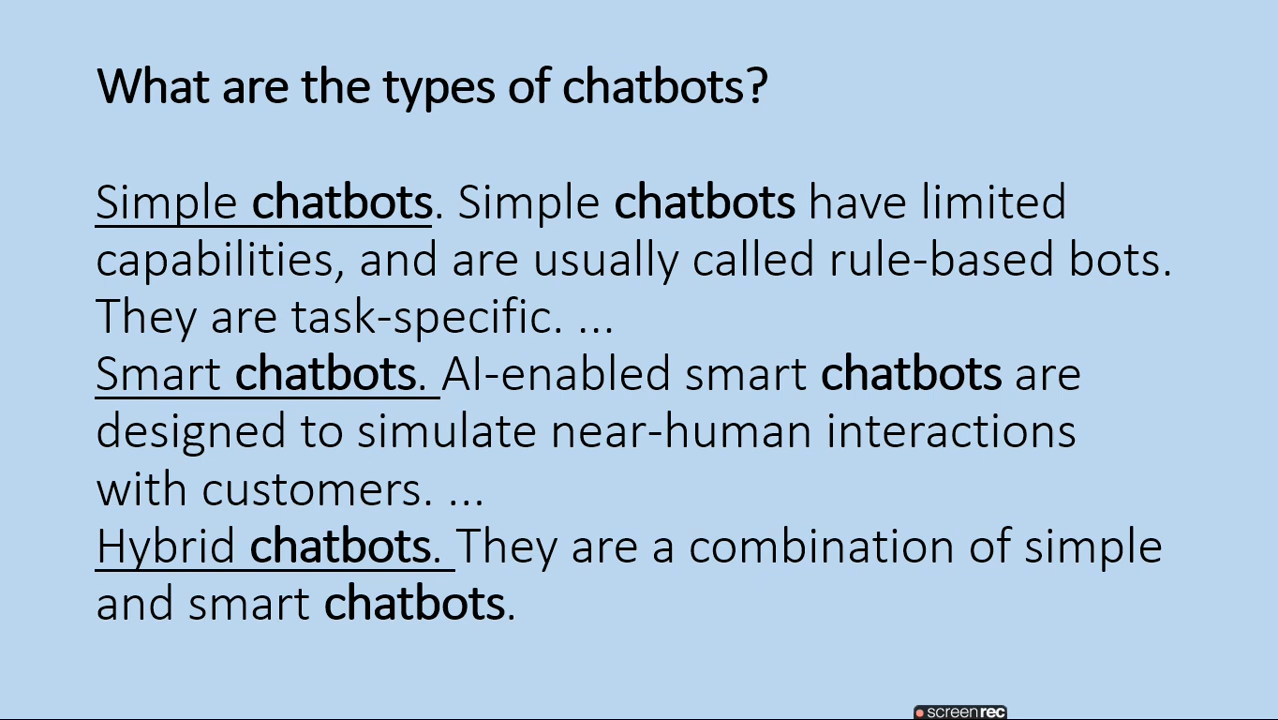 What are the types of chatbots?
Simple chatbots. Simple chatbots have limited
capabilities, and are usually called rule-based bots.
They are task-specific. ...
Smart chatbots. AI-enabled smart chatbots are
designed to simulate near-human interactions
with customers. ...
Hybrid chatbots. They are a combination of simple
and smart chatbots.
screenrec